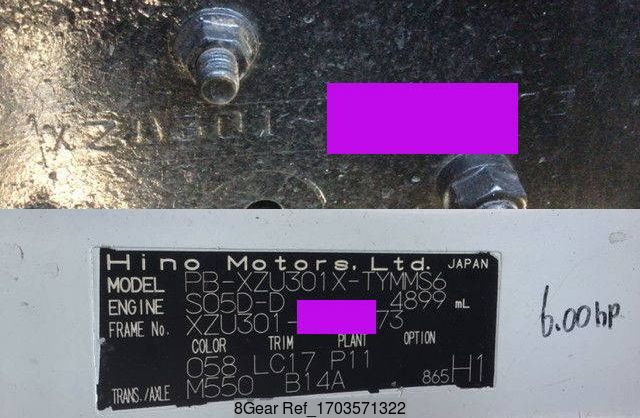 XZU301
Hino Motors, Ltd. JAPAN
MODEL PB-XZU301X-TYMMS6
ENGINE S05D-D 4899 mL
FRAME No. XZU301- 73
COLOR TRIM PLANT OPTION
058 LC17 P11
TRANS./AXLE M550 B14A 865 H1
6.00hp
8Gear Ref_1703571322